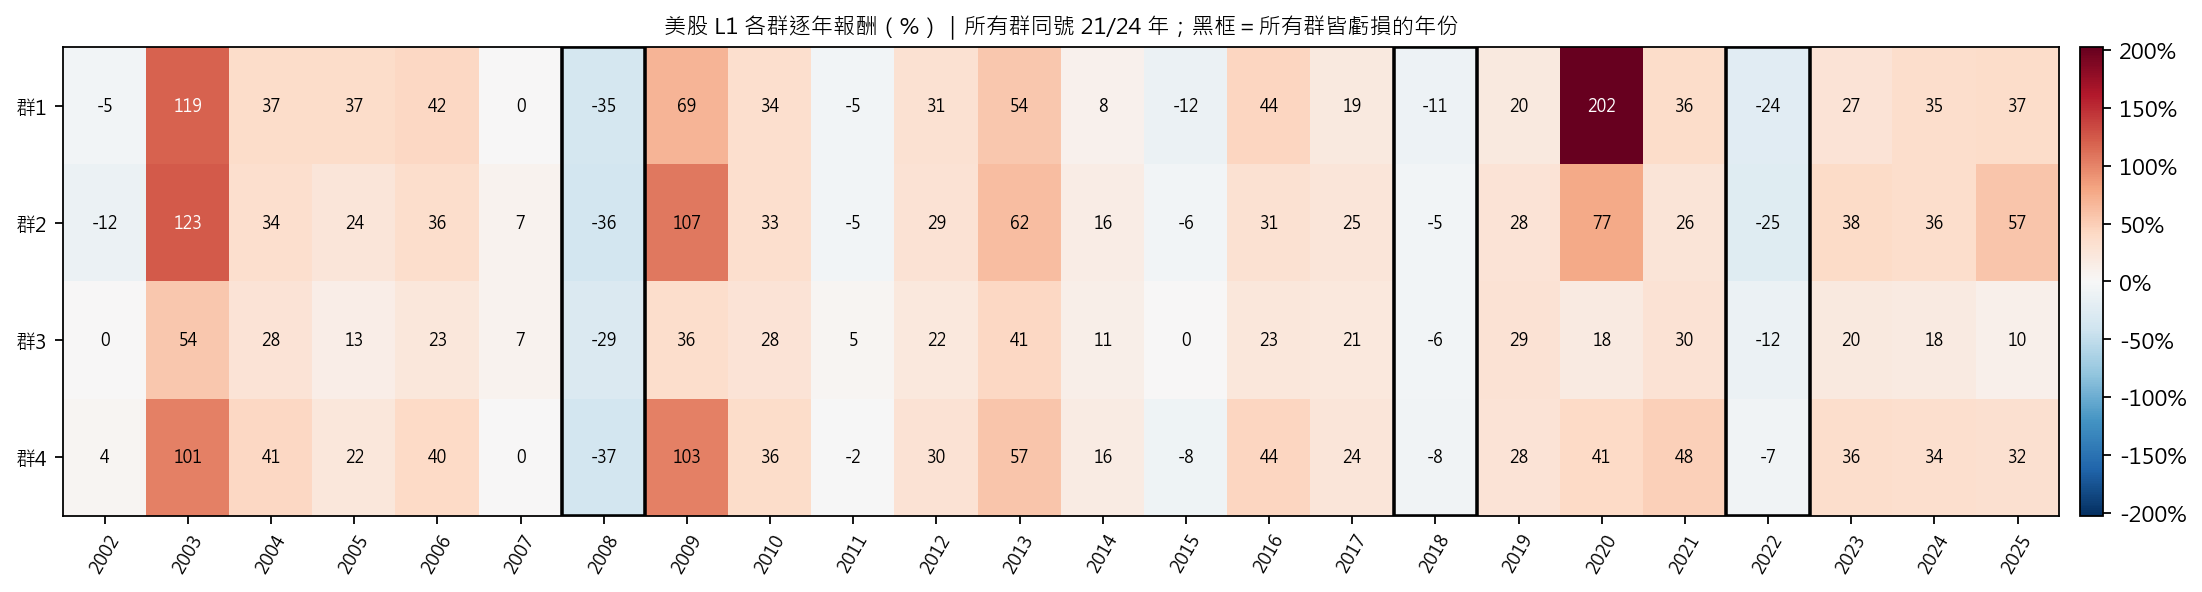 美股 L1 各群逐年報酬（%）｜所有群同號 21/24 年；黑框＝所有群皆虧損的年份
群1 -5 119 37 37 42 0 -35 69 34 -5 31 54 8 -12 44 19 -11 20 202 36 -24 27 35 37
群2 -12 123 34 24 36 7 -36 107 33 -5 29 62 16 -6 31 25 -5 28 77 26 -25 38 36 57
群3 0 54 28 13 23 7 -29 36 28 5 22 41 11 0 23 21 -6 29 18 30 -12 20 18 10
群4 4 101 41 22 40 0 -37 103 36 -2 30 57 16 -8 44 24 -8 28 41 48 -7 36 34 32
2002 2003 2004 2005 2006 2007 2008 2009 2010 2011 2012 2013 2014 2015 2016 2017 2018 2019 2020 2021 2022 2023 2024 2025
200%
150%
100%
50%
0%
-50%
-100%
-150%
-200%